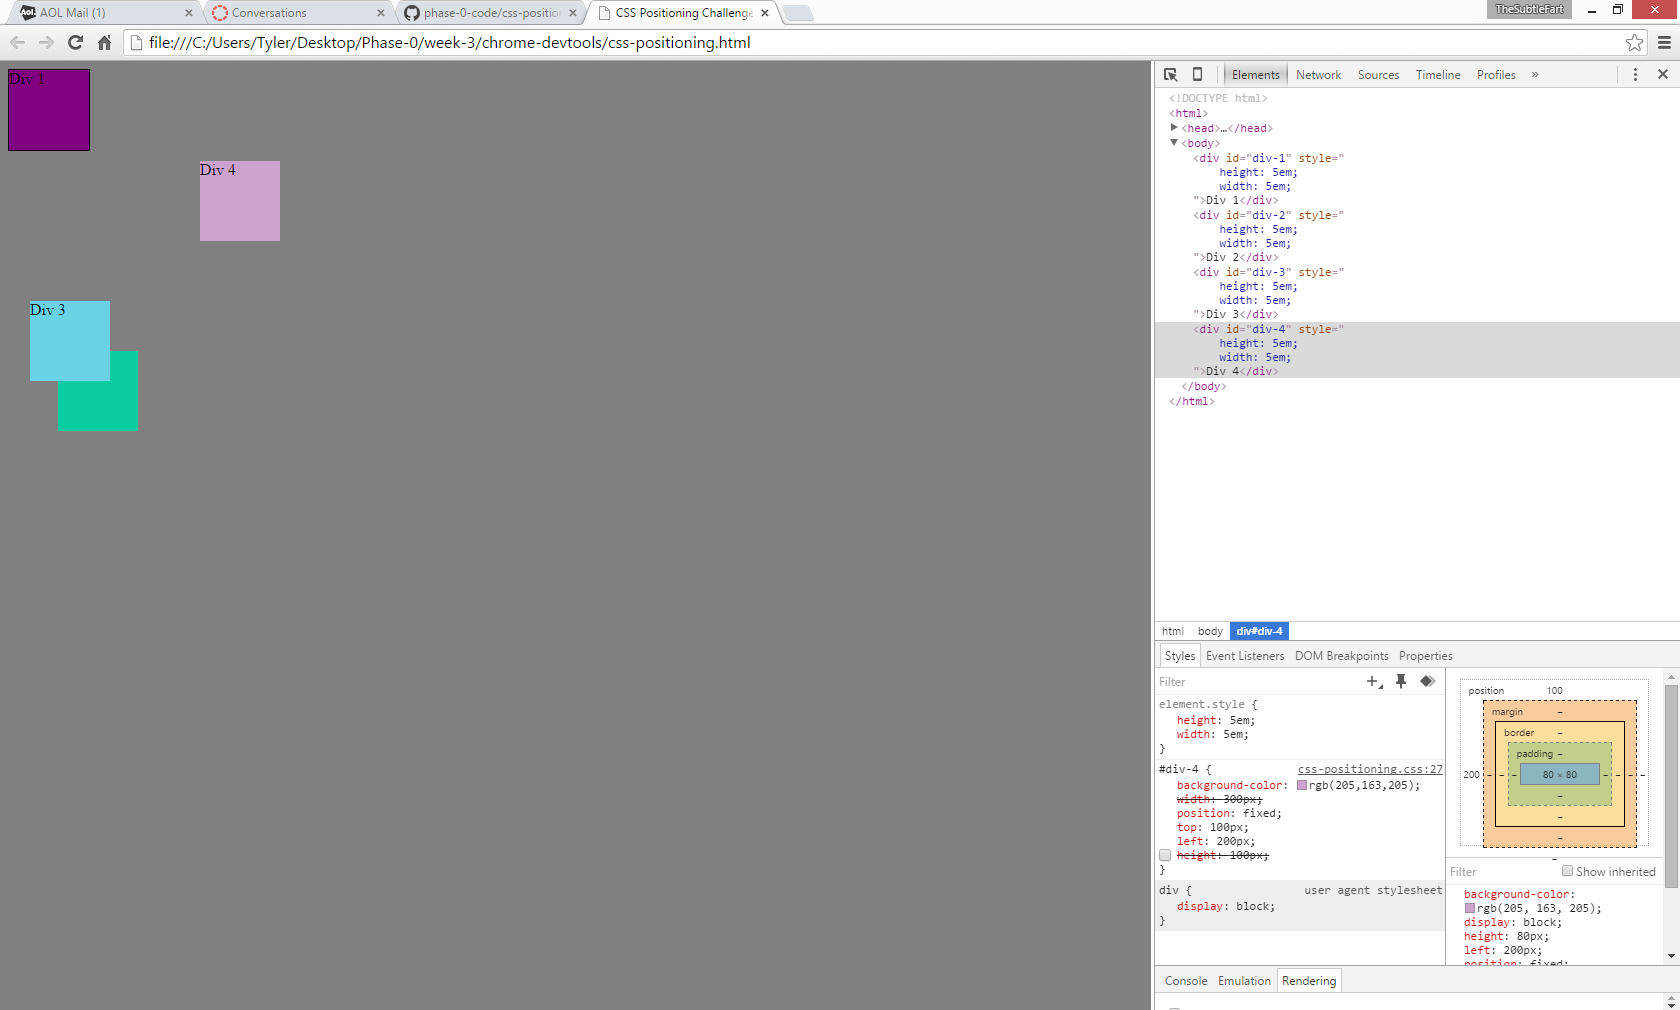 AOL Mail (1)
Conversations
phase-0-code/css-positio
CSS Positioning Challenge
TheSubtleFart
file:///C:/Users/Tyler/Desktop/Phase-0/week-3/chrome-devtools/css-positioning.html
Div 1
Div 4
Div 3
Elements Network Sources Timeline Profiles »
<!DOCTYPE html>
<html>
<head>…</head>
<body>
<div id="div-1" style="
height: 5em;
width: 5em;
">Div 1</div>
<div id="div-2" style="
height: 5em;
width: 5em;
">Div 2</div>
<div id="div-3" style="
height: 5em;
width: 5em;
">Div 3</div>
<div id="div-4" style="
height: 5em;
width: 5em;
">Div 4</div>
</body>
</html>
html body div#div-4
Styles Event Listeners DOM Breakpoints Properties
Filter
element.style {
height: 5em;
width: 5em;
}
#div-4 { css-positioning.css:27
background-color: rgb(205,163,205);
width: 300px;
position: fixed;
top: 100px;
left: 200px;
height: 100px;
}
div { user agent stylesheet
display: block;
}
position 100
margin –
border –
padding –
200 – – – 80 × 80 – – – –
–
–
–
–
Filter Show inherited
background-color:
rgb(205, 163, 205);
display: block;
height: 80px;
left: 200px;
position: fixed;
Console Emulation Rendering